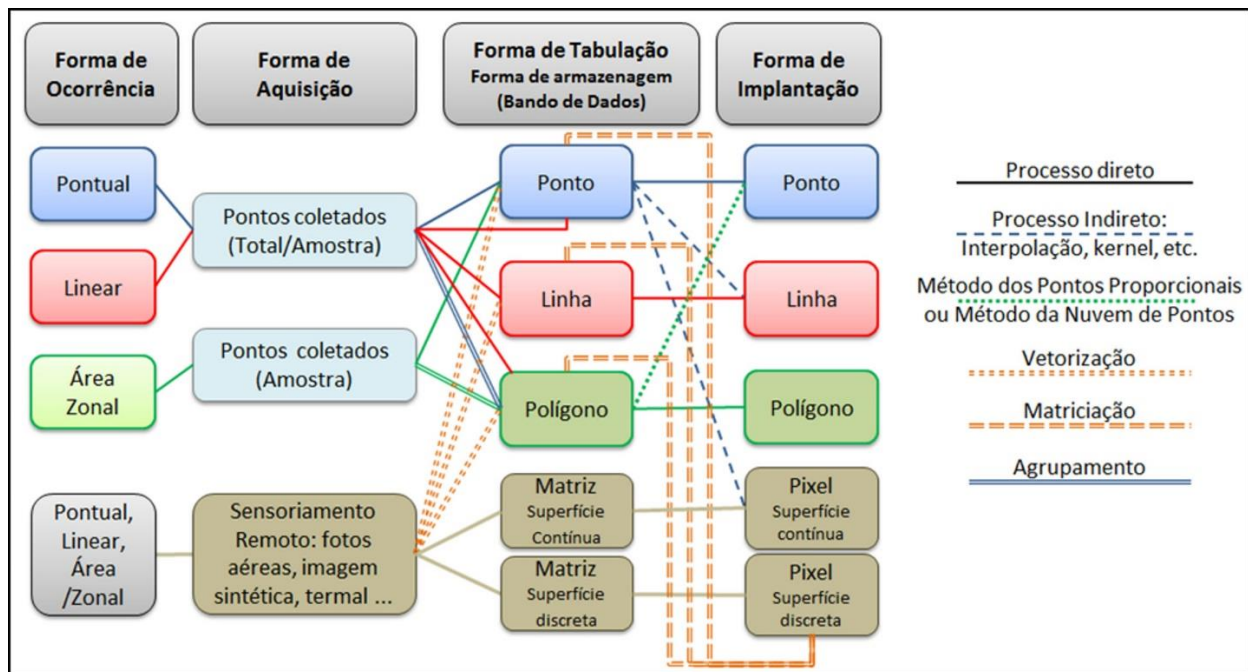 Forma de
Ocorrência
Forma de
Aquisição
Forma de Tabulação
Forma de armazenagem
(Bando de Dados)
Forma de
Implantação
Pontual
Linear
Área
Zonal
Pontual,
Linear,
Área
/Zonal
Pontos coletados
(Total/Amostra)
Pontos coletados
(Amostra)
Sensoriamento
Remoto: fotos
aéreas, imagem
sintética, termal ...
Ponto
Linha
Polígono
Matriz
Superfície
Contínua
Matriz
Superfície
discreta
Ponto
Linha
Polígono
Pixel
Superfície
contínua
Pixel
Superfície
discreta
Processo direto
Processo Indireto:
Interpolação, kernel, etc.
Método dos Pontos Proporcionais
ou Método da Nuvem de Pontos
Vetorização
Matriciação
Agrupamento